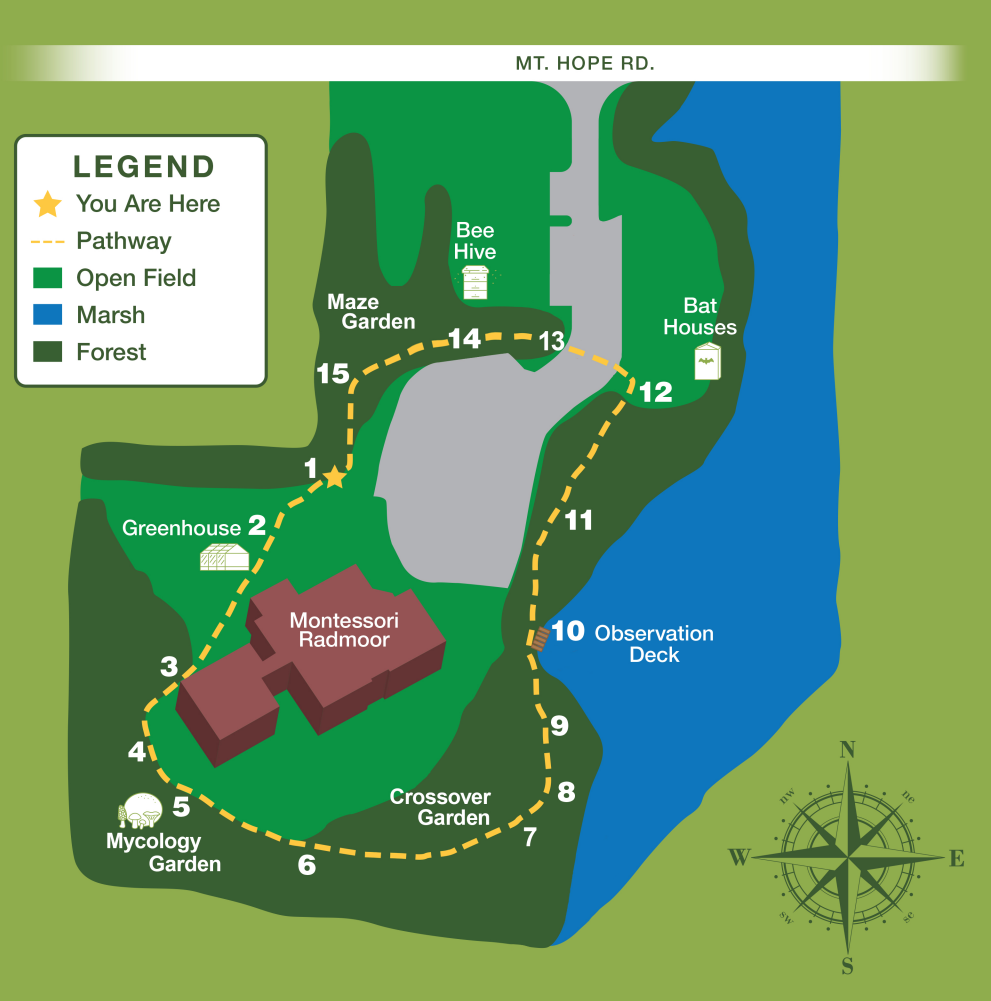 MT. HOPE RD.
LEGEND
You Are Here
Pathway
Open Field
Marsh
Forest
Bee
Hive
Maze
Garden
Bat
Houses
14
13
15
12
1
Greenhouse 2
11
Montessori
Radmoor
10 Observation
Deck
3
9
4
5
8
Crossover
Garden
7
Mycology
Garden
6
N
nw
ne
W
E
sw
se
S